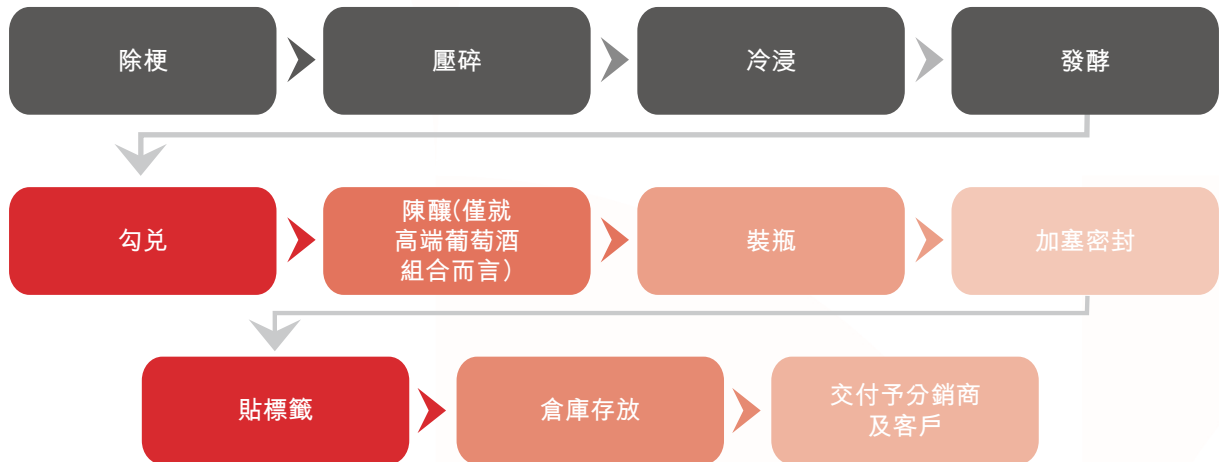 除梗
壓碎
冷浸
發酵
勾兑
陳釀(僅就
高端葡萄酒
組合而言)
裝瓶
加塞密封
貼標籤
倉庫存放
交付予分銷商
及客戶